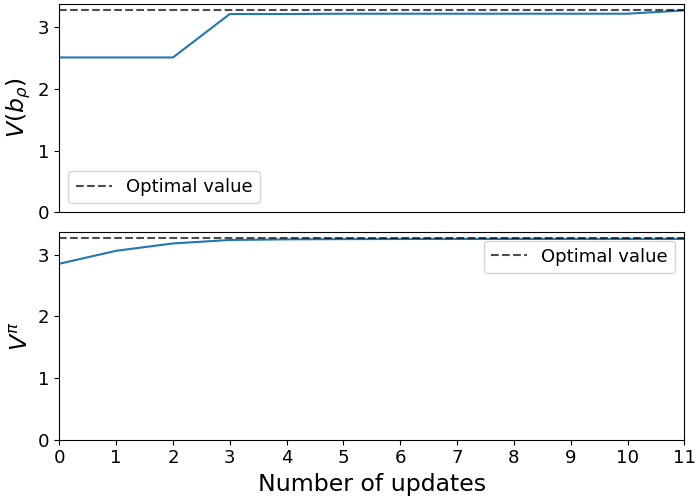 3
2
1
0
V(b_ρ)
Optimal value
3
2
1
0
V^π
Optimal value
0 1 2 3 4 5 6 7 8 9 10 11
Number of updates